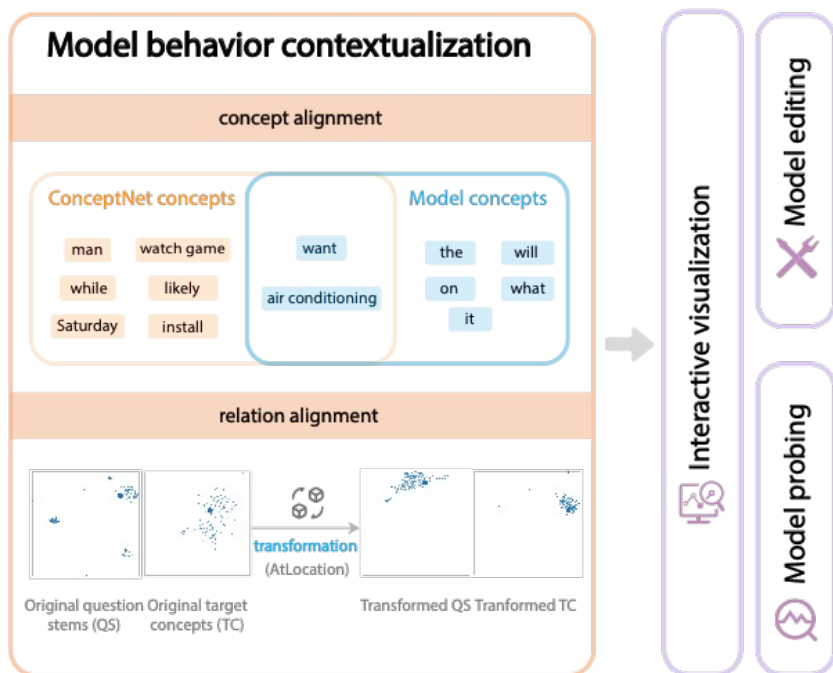 Model behavior contextualization
concept alignment
ConceptNet concepts
Model concepts
man
watch game
want
the
will
while
likely
air conditioning
on
what
Saturday
install
it
relation alignment
transformation
(AtLocation)
Original question
stems (QS)
Original target
concepts (TC)
Transformed QS
Tranformed TC
Interactive visualization
Model editing
Model probing